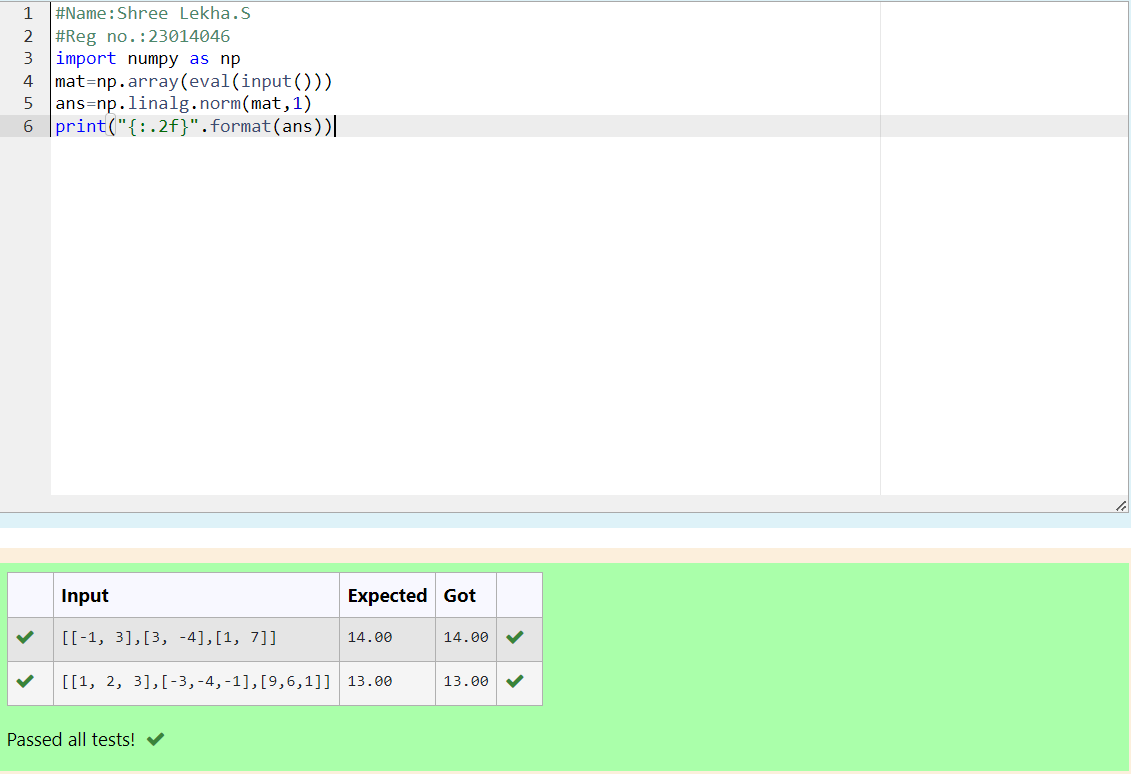 1 #Name:Shree Lekha.S
2 #Reg no.:23014046
3 import numpy as np
4 mat=np.array(eval(input()))
5 ans=np.linalg.norm(mat,1)
6 print("{:.2f}".format(ans))
Input Expected Got
[[-1, 3],[3, -4],[1, 7]] 14.00 14.00
[[1, 2, 3],[-3,-4,-1],[9,6,1]] 13.00 13.00
Passed all tests!